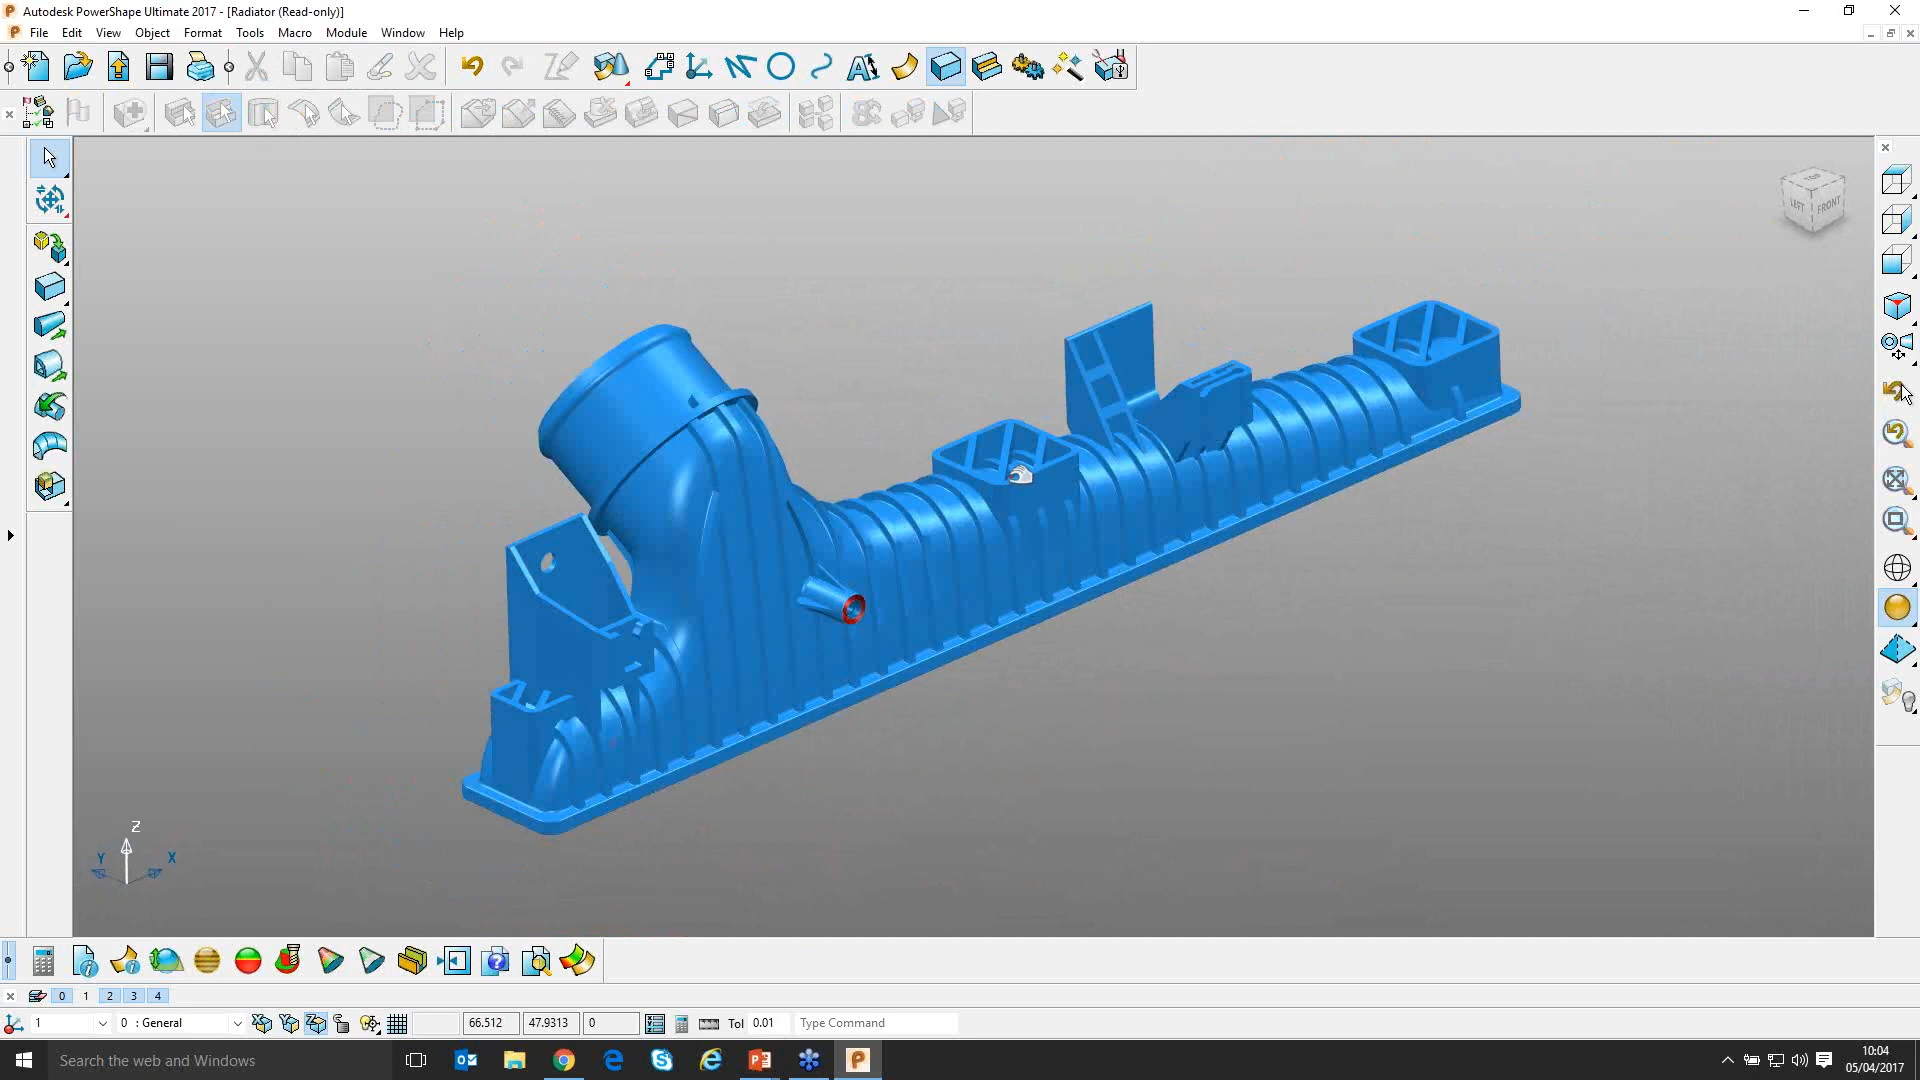 Autodesk PowerShape Ultimate 2017 - [Radiator (Read-only)]
File Edit View Object Format Tools Macro Module Window Help
TOP
LEFT FRONT
Z
Y X
0 1 2 3 4
1 0 : General 66.512 47.9313 0 Tol 0.01 Type Command
Search the web and Windows
10:04
05/04/2017